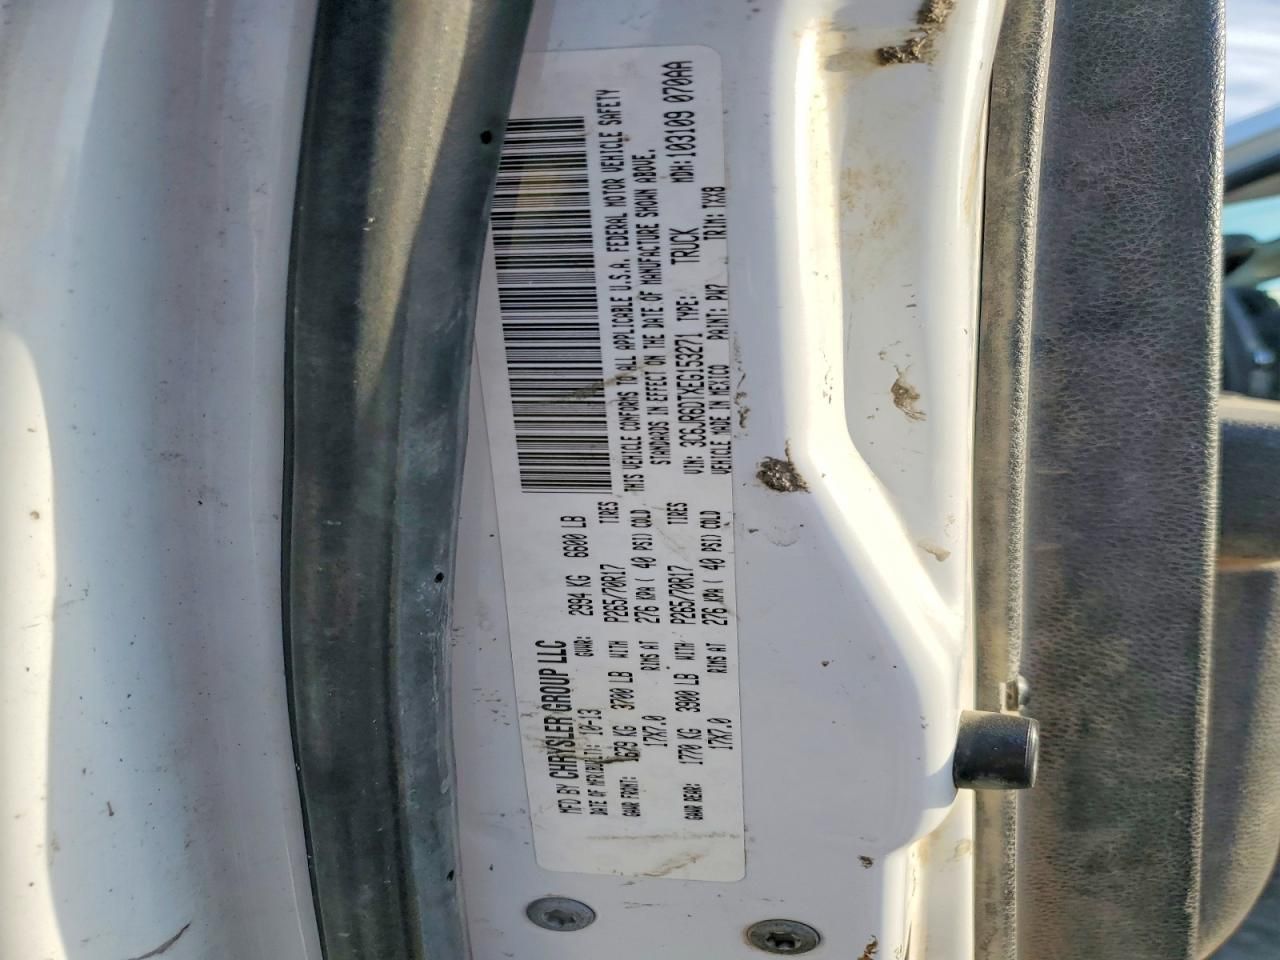 MFD BY CHRYSLER GROUP LLC
DATE OF MFR(BUILT): 10-13 GVWR: 2994 KG 6600 LB
GAWR FRONT: 1679 KG 3700 LB WITH P265/70R17 TIRES
17X7.0 RIMS AT 276 KPA( 40 PSI) COLD
GAWR REAR: 1770 KG 3900 LB WITH P265/70R17 TIRES
17X7.0 RIMS AT 276 KPA( 40 PSI) COLD
THIS VEHICLE CONFORMS TO ALL APPLICABLE U.S.A. FEDERAL MOTOR VEHICLE SAFETY
STANDARDS IN EFFECT ON THE DATE OF MANUFACTURE SHOWN ABOVE.
VIN: 3C6JR6DTXEG153271 TYPE: TRUCK MDH:103109 070AA
VEHICLE MADE IN MEXICO PAINT: PW7 TRIM: TXX8